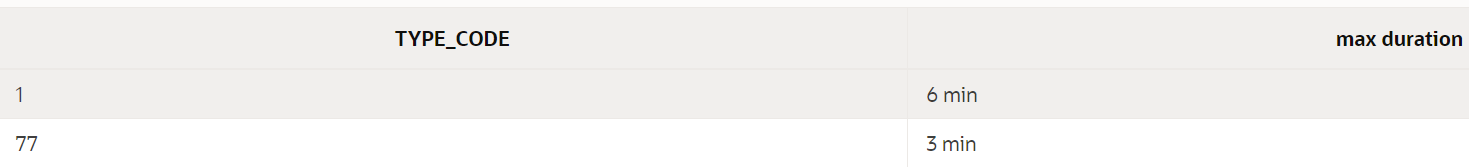 TYPE_CODE max duration
1 6 min
77 3 min